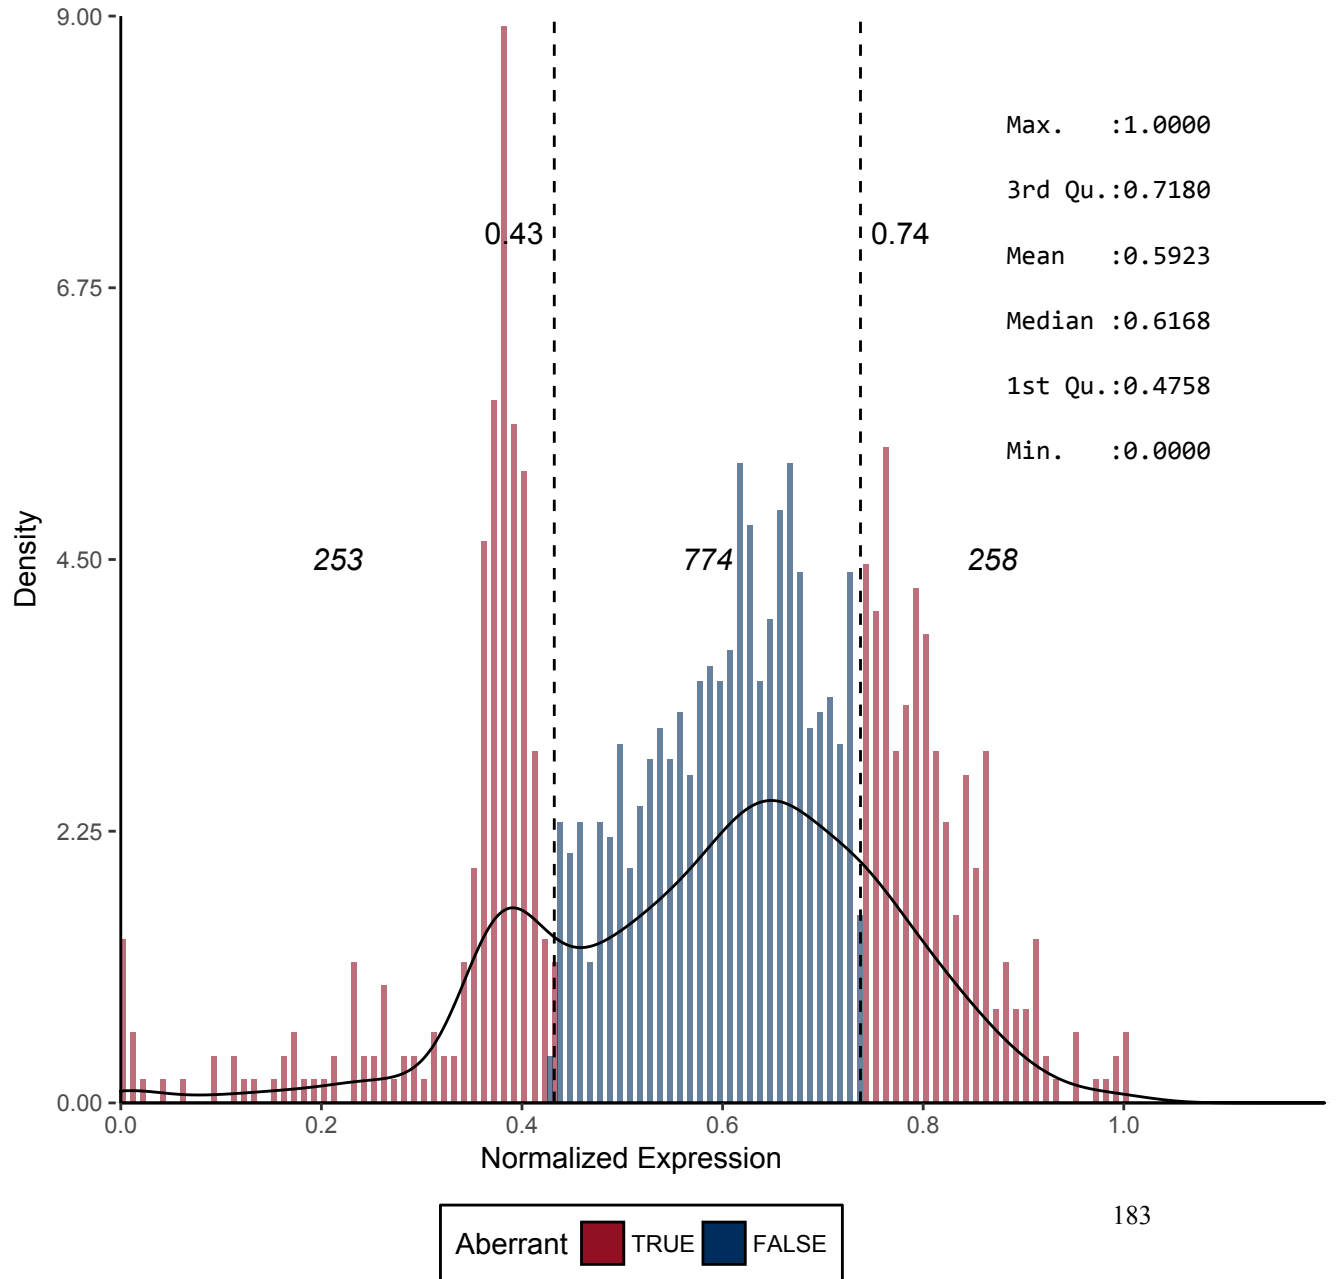 9.00
Max. :1.0000
3rd Qu.:0.7180
0.43
0.74
Mean :0.5923
6.75
Median :0.6168
1st Qu.:0.4758
Min. :0.0000
Density
4.50
253
774
258
2.25
0.00
0.0 0.2 0.4 0.6 0.8 1.0
Normalized Expression
183
Aberrant TRUE FALSE